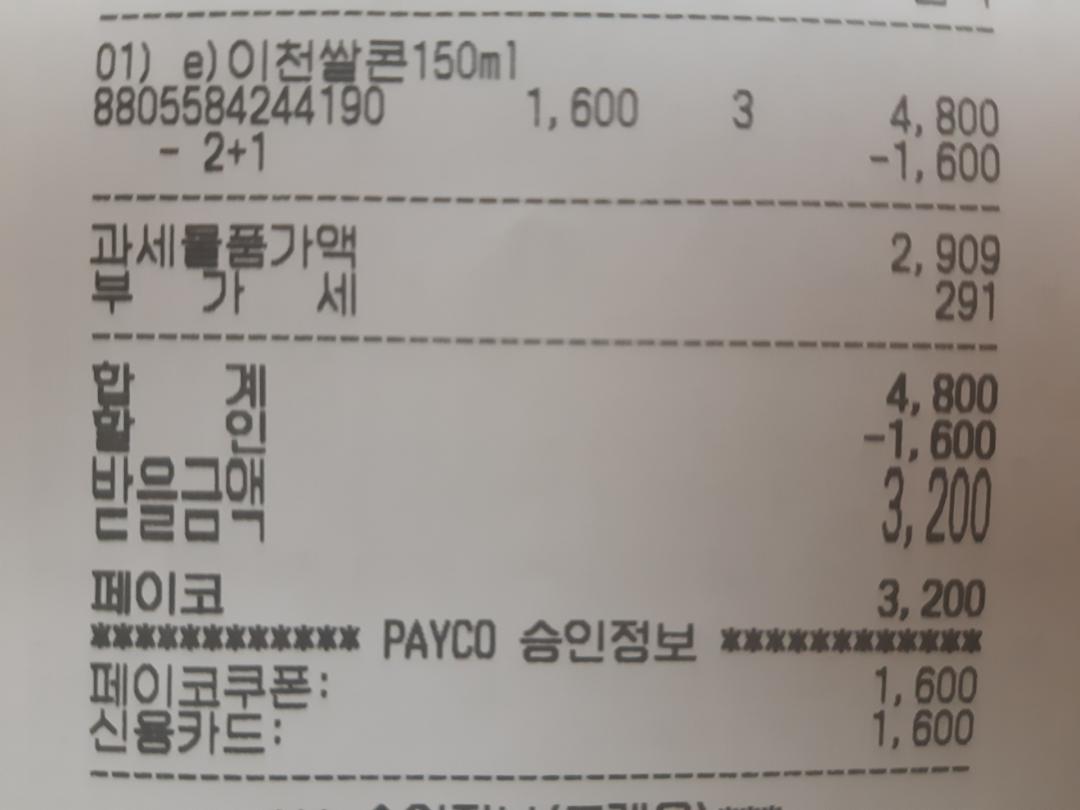 01) e)이천쌀콘150ml
8805584244190 1,600 3 4,800
- 2+1 -1,600
과세물품가액 2,909
부 가 세 291
합 계 4,800
할 인 -1,600
받을금액 3,200
페이코 3,200
************ PAYCO 승인정보 ************
페이코쿠폰: 1,600
신용카드: 1,600